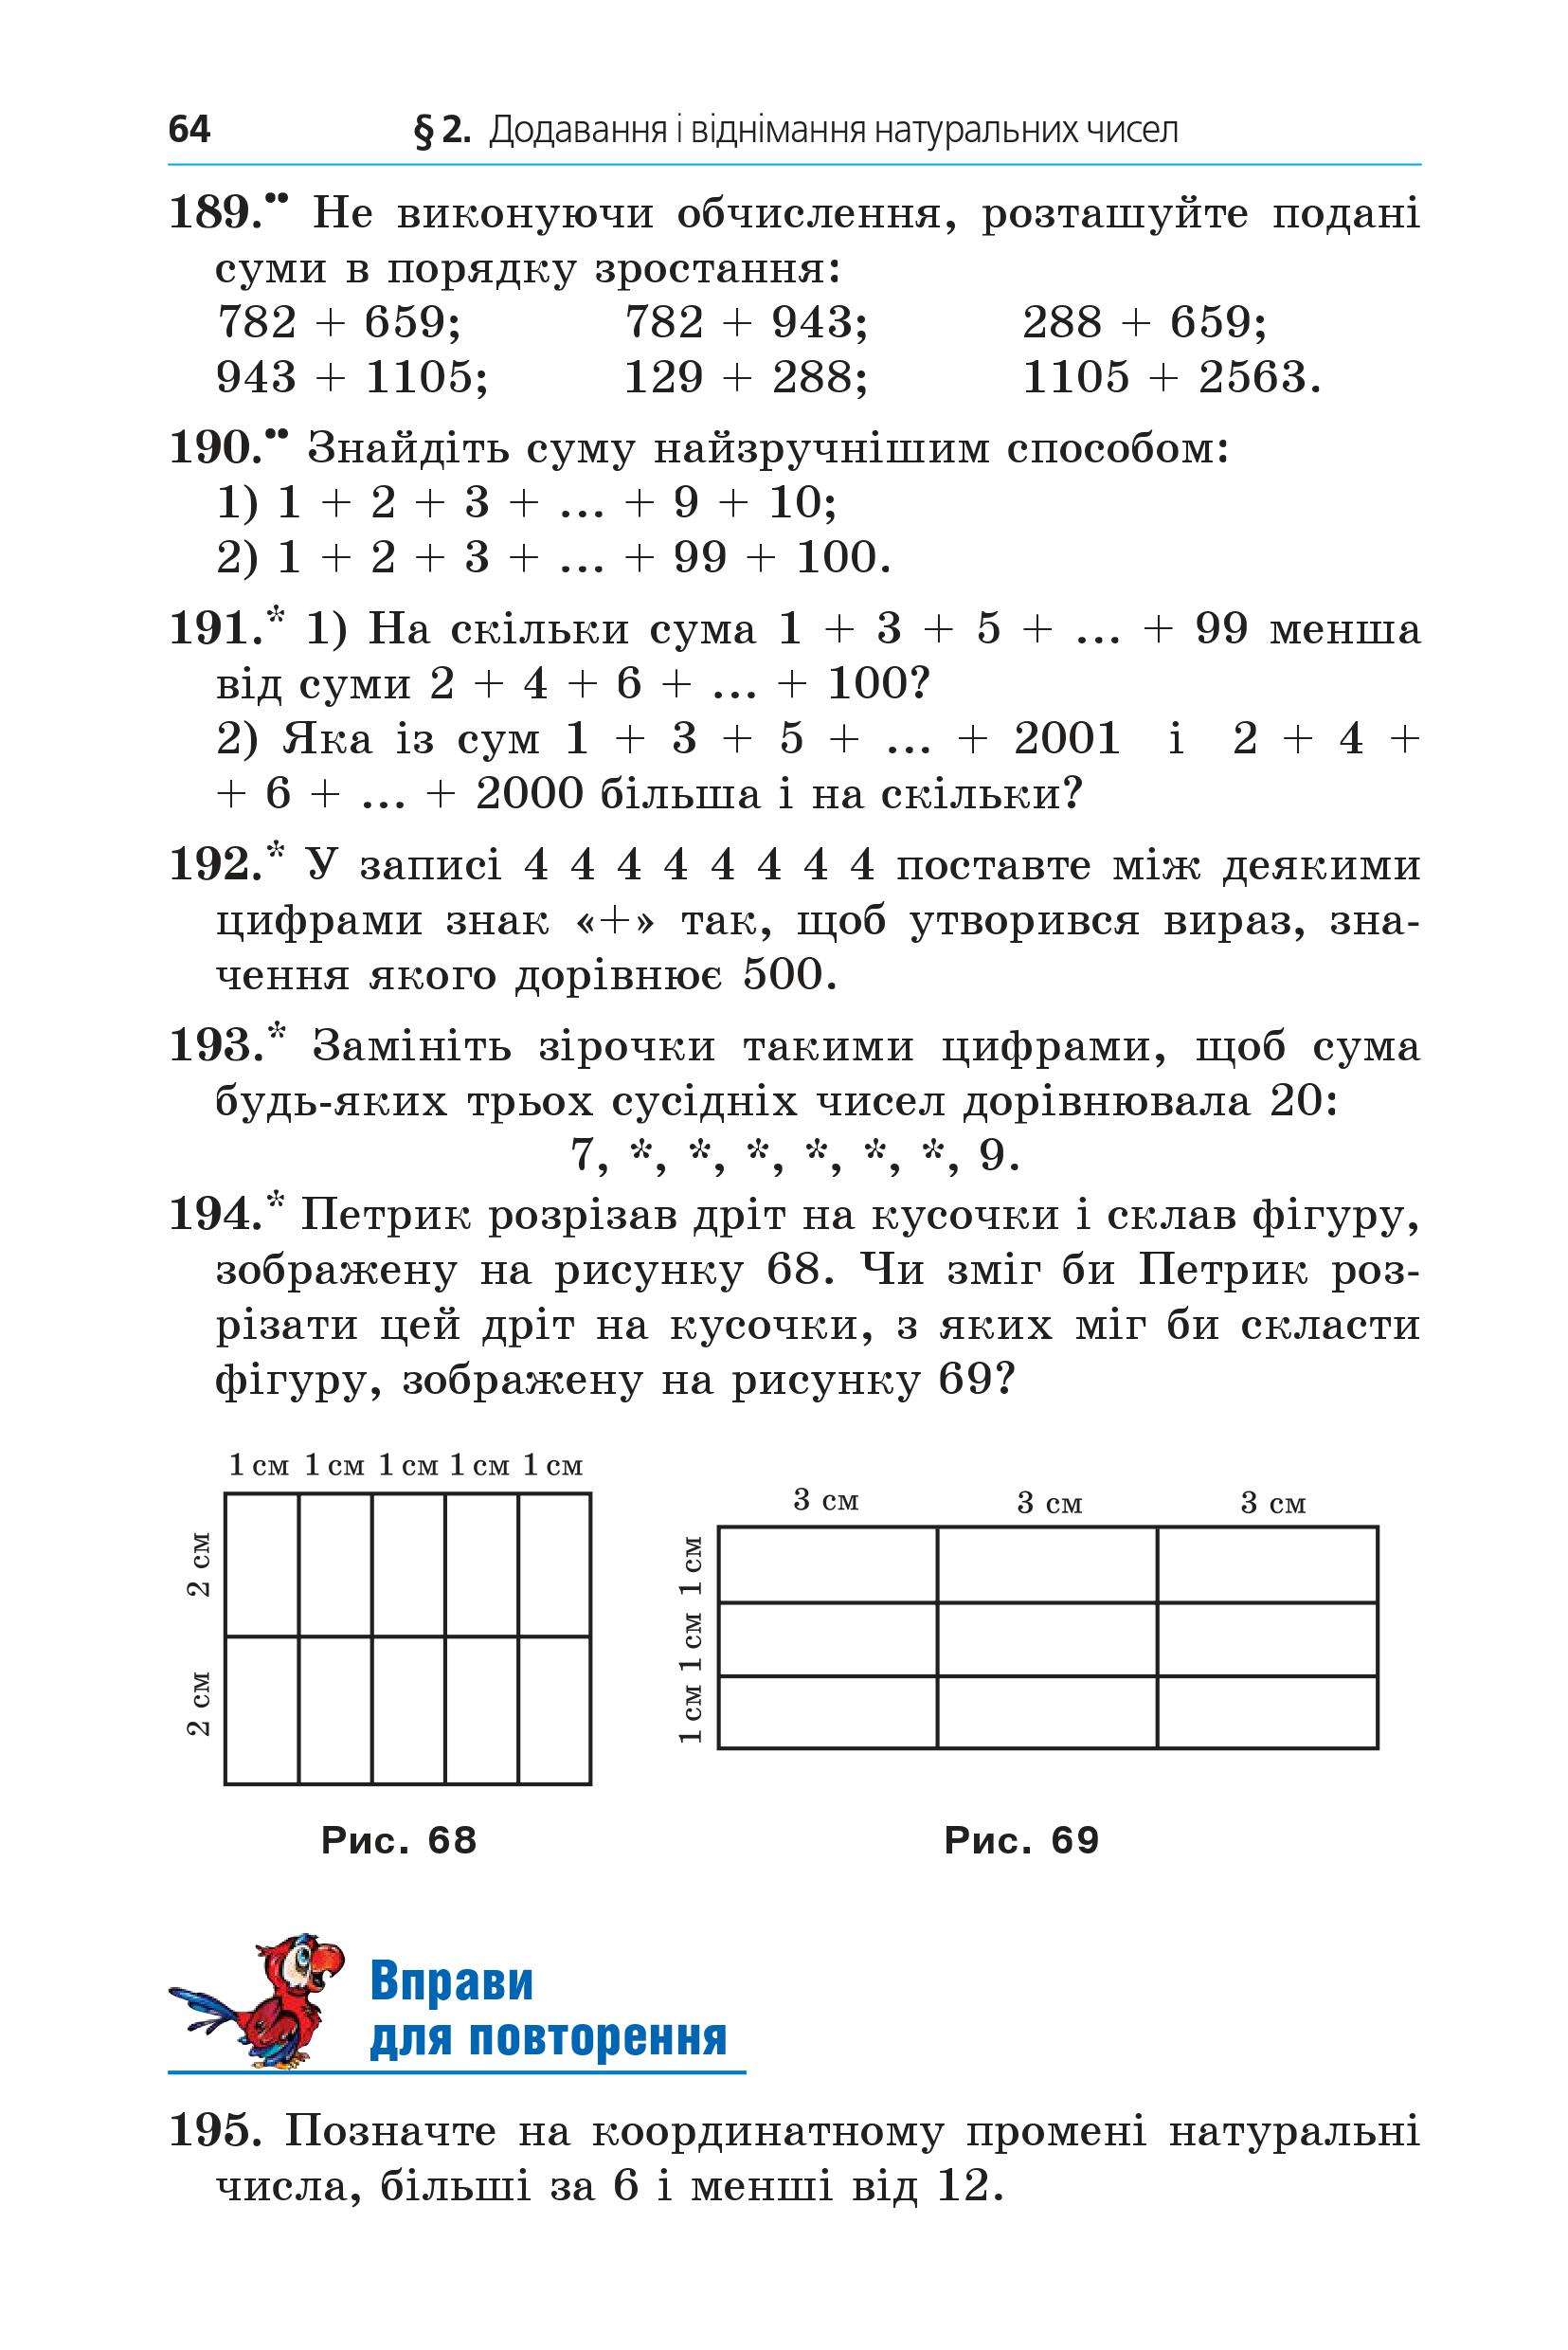 64 § 2. Додавання і віднімання натуральних чисел
189.•• Не виконуючи обчислення, розташуйте подані
суми в порядку зростання:
782 + 659; 782 + 943; 288 + 659;
943 + 1105; 129 + 288; 1105 + 2563.
190.•• Знайдіть суму найзручнішим способом:
1) 1 + 2 + 3 + ... + 9 + 10;
2) 1 + 2 + 3 + ... + 99 + 100.
191.* 1) На скільки сума 1 + 3 + 5 + ... + 99 менша
від суми 2 + 4 + 6 + ... + 100?
2) Яка із сум 1 + 3 + 5 + ... + 2001 і 2 + 4 +
+ 6 + ... + 2000 більша і на скільки?
192.* У записі 4 4 4 4 4 4 4 4 поставте між деякими
цифрами знак «+» так, щоб утворився вираз, зна-
чення якого дорівнює 500.
193.* Замініть зірочки такими цифрами, щоб сума
будь-яких трьох сусідніх чисел дорівнювала 20:
7, *, *, *, *, *, *, 9.
194.* Петрик розрізав дріт на кусочки і склав фігуру,
зображену на рисунку 68. Чи зміг би Петрик роз-
різати цей дріт на кусочки, з яких міг би скласти
фігуру, зображену на рисунку 69?
1 см 1 см 1 см 1 см 1 см
2 см
2 см
Рис. 68
3 см 3 см 3 см
1 см
1 см
1 см
Рис. 69
Вправи
для повторення
195. Позначте на координатному промені натуральні
числа, більші за 6 і менші від 12.